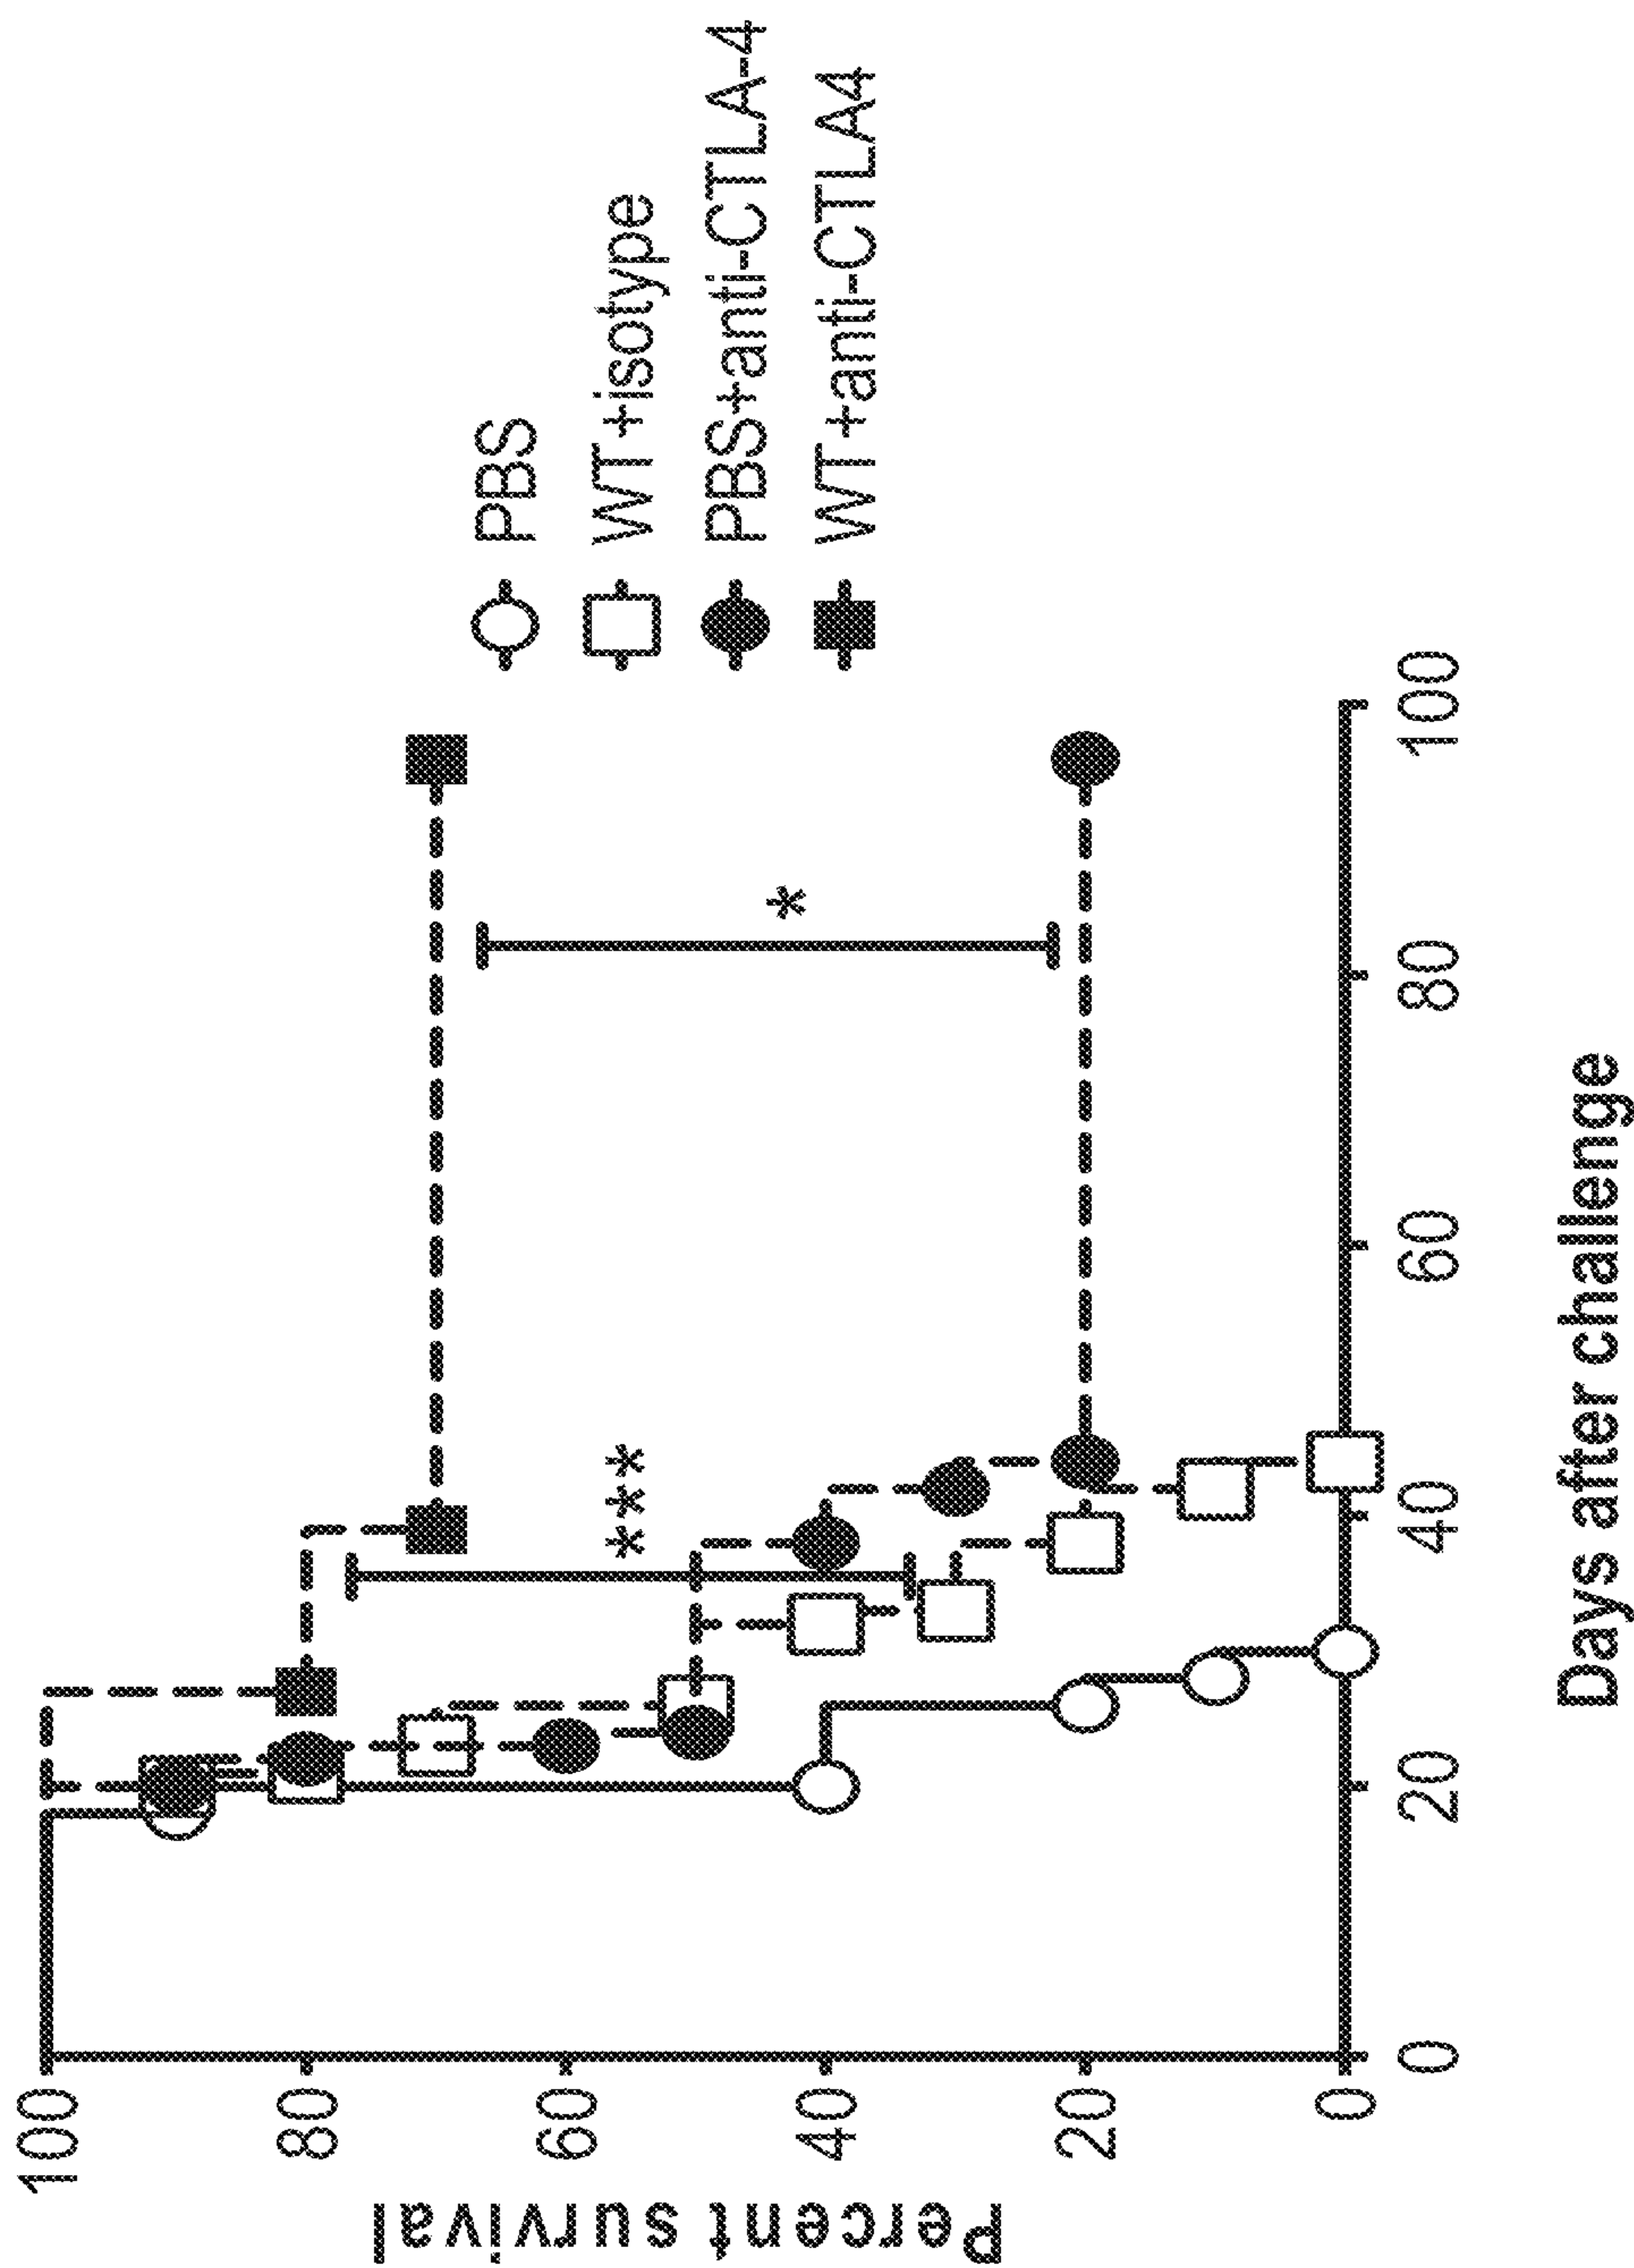 Percent survival
100
80
60
40
20
0
0
20
40
60
80
100
Days after challenge
***
*
PBS
WT+isotype
PBS+anti-CTLA-4
WT+anti-CTLA4